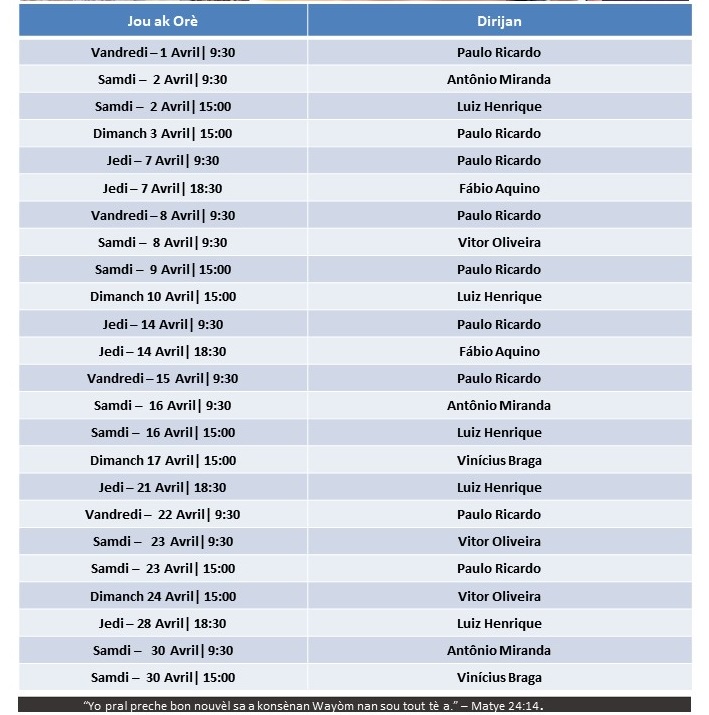 Jou ak Orè Dirijan
Vandredi – 1 Avril| 9:30 Paulo Ricardo
Samdi – 2 Avril| 9:30 Antônio Miranda
Samdi – 2 Avril| 15:00 Luiz Henrique
Dimanch 3 Avril| 15:00 Paulo Ricardo
Jedi – 7 Avril| 9:30 Paulo Ricardo
Jedi – 7 Avril| 18:30 Fábio Aquino
Vandredi – 8 Avril| 9:30 Paulo Ricardo
Samdi – 8 Avril| 9:30 Vitor Oliveira
Samdi – 9 Avril| 15:00 Paulo Ricardo
Dimanch 10 Avril| 15:00 Luiz Henrique
Jedi – 14 Avril| 9:30 Paulo Ricardo
Jedi – 14 Avril| 18:30 Fábio Aquino
Vandredi – 15 Avril| 9:30 Paulo Ricardo
Samdi – 16 Avril| 9:30 Antônio Miranda
Samdi – 16 Avril| 15:00 Luiz Henrique
Dimanch 17 Avril| 15:00 Vinícius Braga
Jedi – 21 Avril| 18:30 Luiz Henrique
Vandredi – 22 Avril| 9:30 Paulo Ricardo
Samdi – 23 Avril| 9:30 Vitor Oliveira
Samdi – 23 Avril| 15:00 Paulo Ricardo
Dimanch 24 Avril| 15:00 Vitor Oliveira
Jedi – 28 Avril| 18:30 Luiz Henrique
Samdi – 30 Avril| 9:30 Antônio Miranda
Samdi – 30 Avril| 15:00 Vinícius Braga
“Yo pral preche bon nouvèl sa a konsènan Wayòm nan sou tout tè a.” – Matye 24:14.